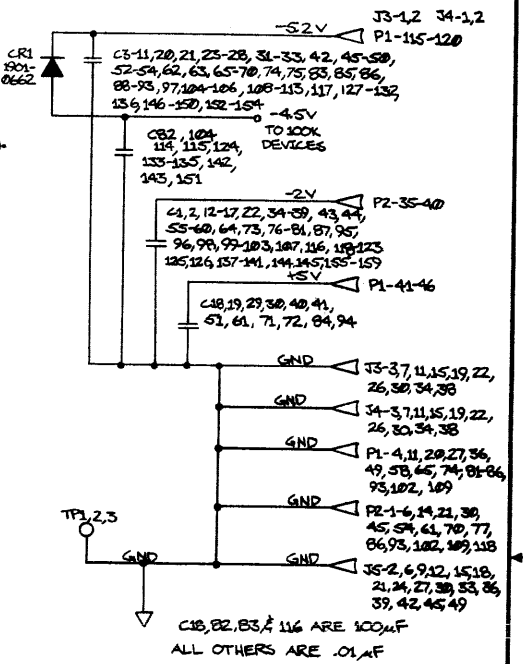 J3-1,2 J4-1,2
-5.2V
P1-115-120
CR1
1901-
0662
C3-11,20,21,23-28,31-33,42,45-50,
52-54,62,63,65-70,74,75,83,85,86,
88-93,97,104-106,108-113,117,127-132,
136,146-150,152-154
-4.5V
TO 100K
DEVICES
C82,104
114,115,124,
133-135,142,
143,151
-2V
P2-35-40
C1,2,12-17,22,34-39,43,44,
55-60,64,73,76-81,87,95,
96,98,99-103,107,116,118-123
125,126,137-141,144,145,155-159
+5V
P1-41-46
C18,19,29,30,40,41,
51,61,71,72,84,94
GND
J3-3,7,11,15,19,22,
26,30,34,38
GND
J4-3,7,11,15,19,22,
26,30,34,38
GND
P1-4,11,20,27,36,
49,58,65,74,81-86,
93,102,109
GND
P2-1-6,14,21,30,
45,54,61,70,77,
86,93,102,109,118
TP1,2,3
GND
GND
J5-2,6,9,12,15,18,
21,24,27,30,33,36,
39,42,45,49
C18,82,83,& 116 ARE 100µF
ALL OTHERS ARE .01µF